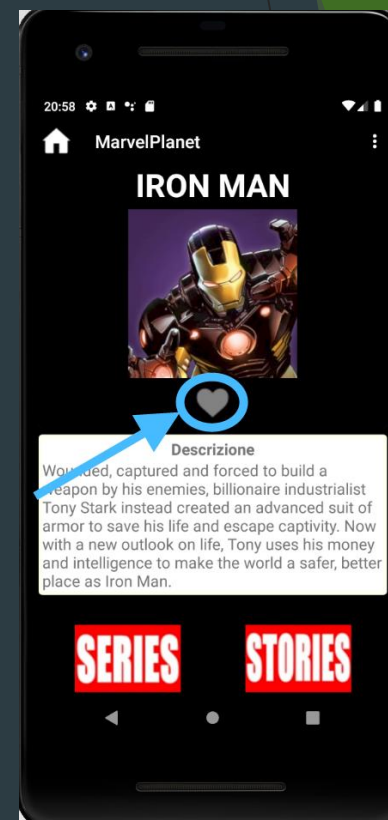 20:58
MarvelPlanet
IRON MAN
Descrizione
Wounded, captured and forced to build a
weapon by his enemies, billionaire industrialist
Tony Stark instead created an advanced suit of
armor to save his life and escape captivity. Now
with a new outlook on life, Tony uses his money
and intelligence to make the world a safer, better
place as Iron Man.
SERIES
STORIES